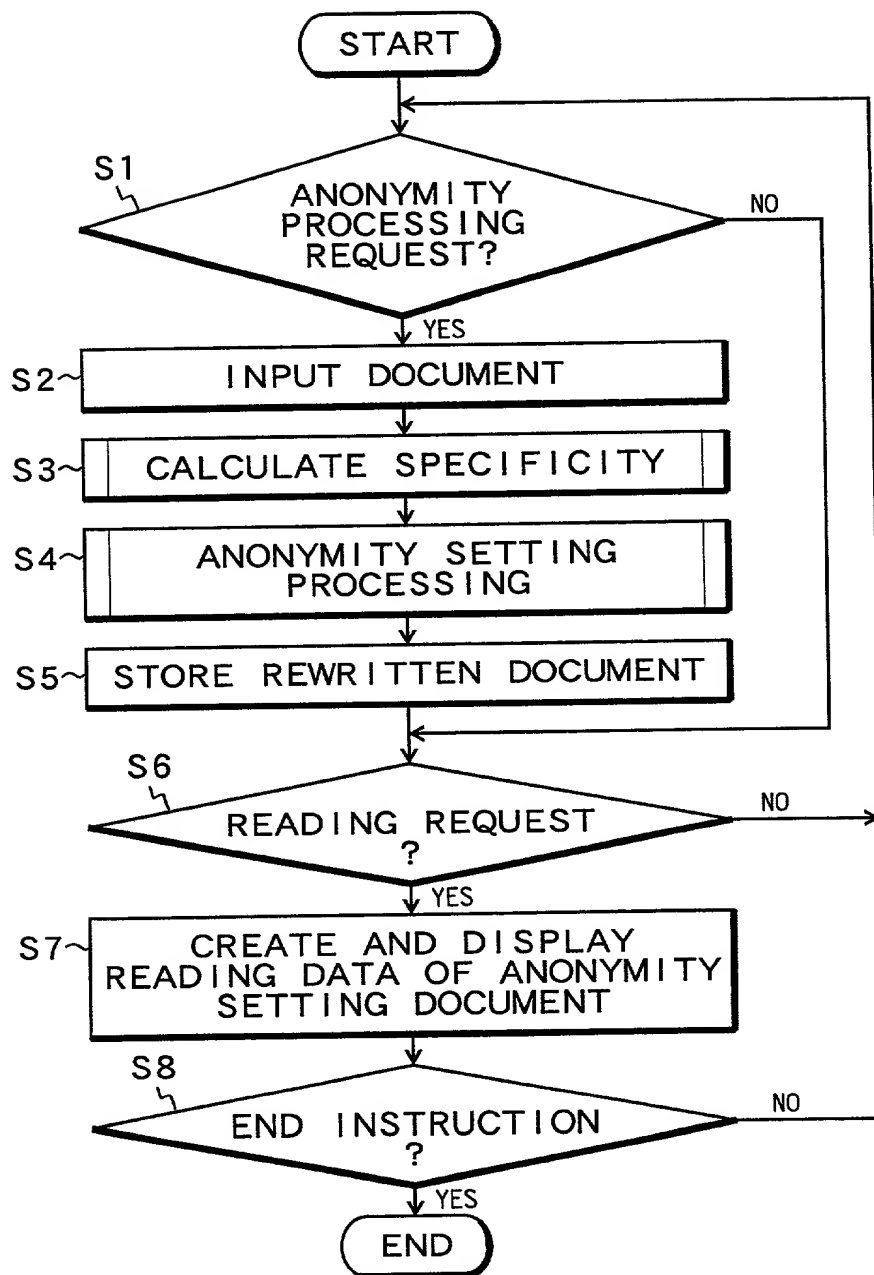 START
S1
ANONYMITY
PROCESSING
REQUEST?
NO
YES
S2
INPUT DOCUMENT
S3
CALCULATE SPECIFICITY
S4
ANONYMITY SETTING
PROCESSING
S5
STORE REWRITTEN DOCUMENT
S6
READING REQUEST
?
NO
YES
S7
CREATE AND DISPLAY
READING DATA OF ANONYMITY
SETTING DOCUMENT
S8
END INSTRUCTION
?
NO
YES
END